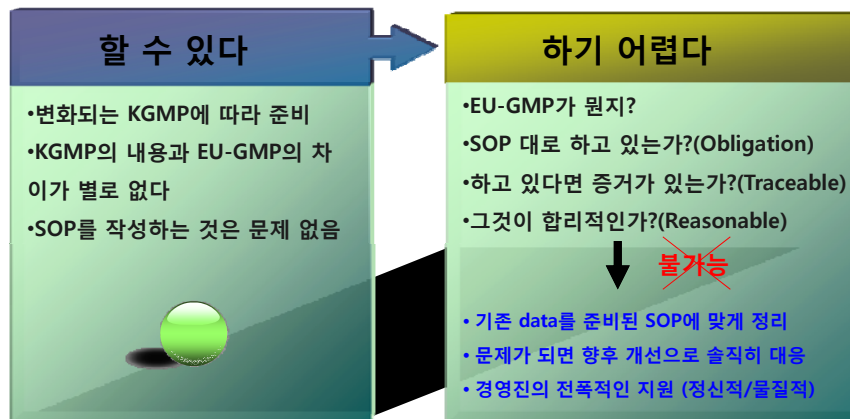 할 수 있다
•변화되는 KGMP에 따라 준비
•KGMP의 내용과 EU-GMP의 차
이가 별로 없다
•SOP를 작성하는 것은 문제 없음
하기 어렵다
•EU-GMP가 뭔지?
•SOP 대로 하고 있는가?(Obligation)
•하고 있다면 증거가 있는가?(Traceable)
•그것이 합리적인가?(Reasonable)
불가능
• 기존 data를 준비된 SOP에 맞게 정리
• 문제가 되면 향후 개선으로 솔직히 대응
• 경영진의 전폭적인 지원 (정신적/물질적)